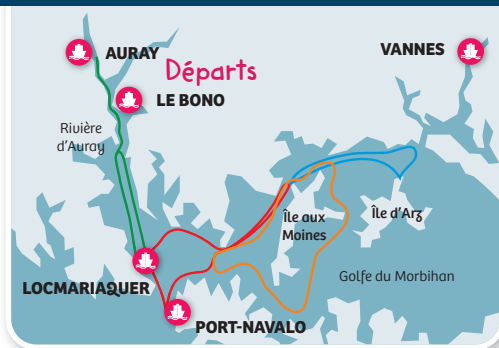 AURAY
Départs
VANNES
LE BONO
Rivière
d'Auray
Île aux
Moines
Île d'Arz
Golfe du Morbihan
LOCMARIAQUER
PORT-NAVALO